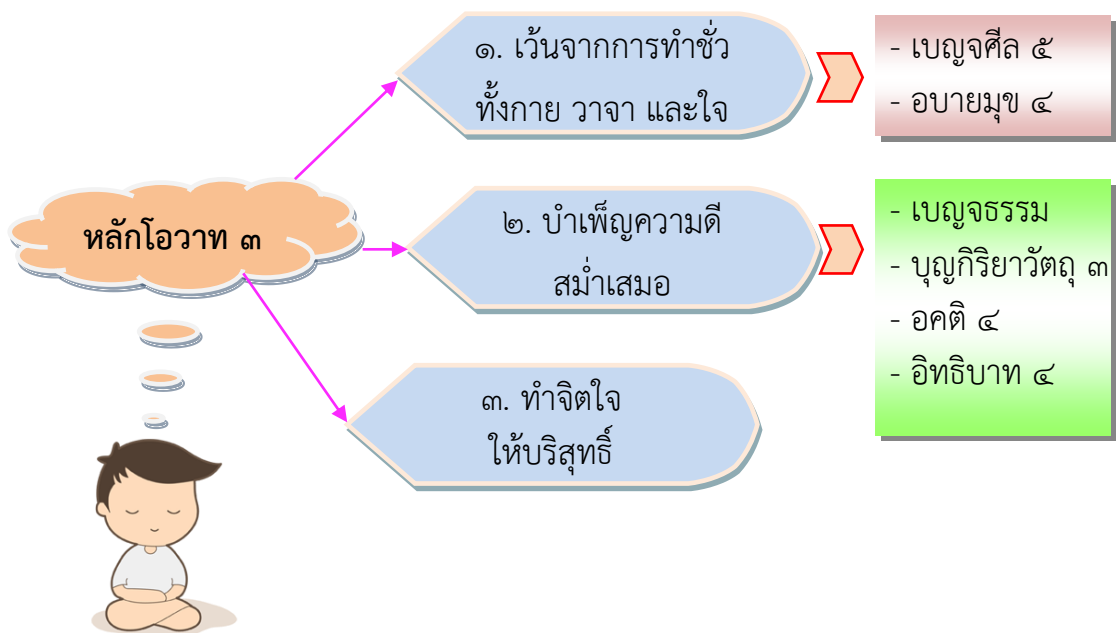 หลักโอวาท ๓
๑. เว้นจากการทำชั่ว
ทั้งกาย วาจา และใจ
- เบญจศีล ๕
- อบายมุข ๔
๒. บำเพ็ญความดี
สม่ำเสมอ
- เบญจธรรม
- บุญกิริยาวัตถุ ๓
- อคติ ๔
- อิทธิบาท ๔
๓. ทำจิตใจ
ให้บริสุทธิ์